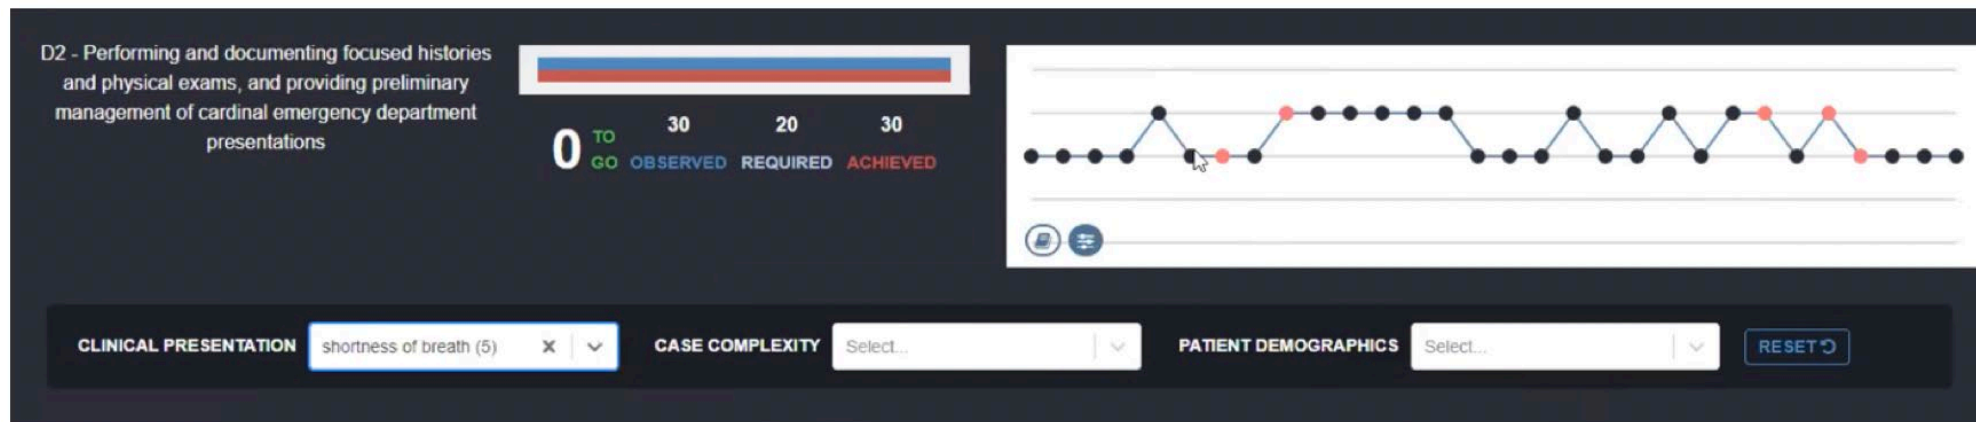 D2 - Performing and documenting focused histories
and physical exams, and providing preliminary
management of cardinal emergency department
presentations
0 TO GO
30 OBSERVED
20 REQUIRED
30 ACHIEVED
CLINICAL PRESENTATION shortness of breath (5) CASE COMPLEXITY Select... PATIENT DEMOGRAPHICS Select... RESET